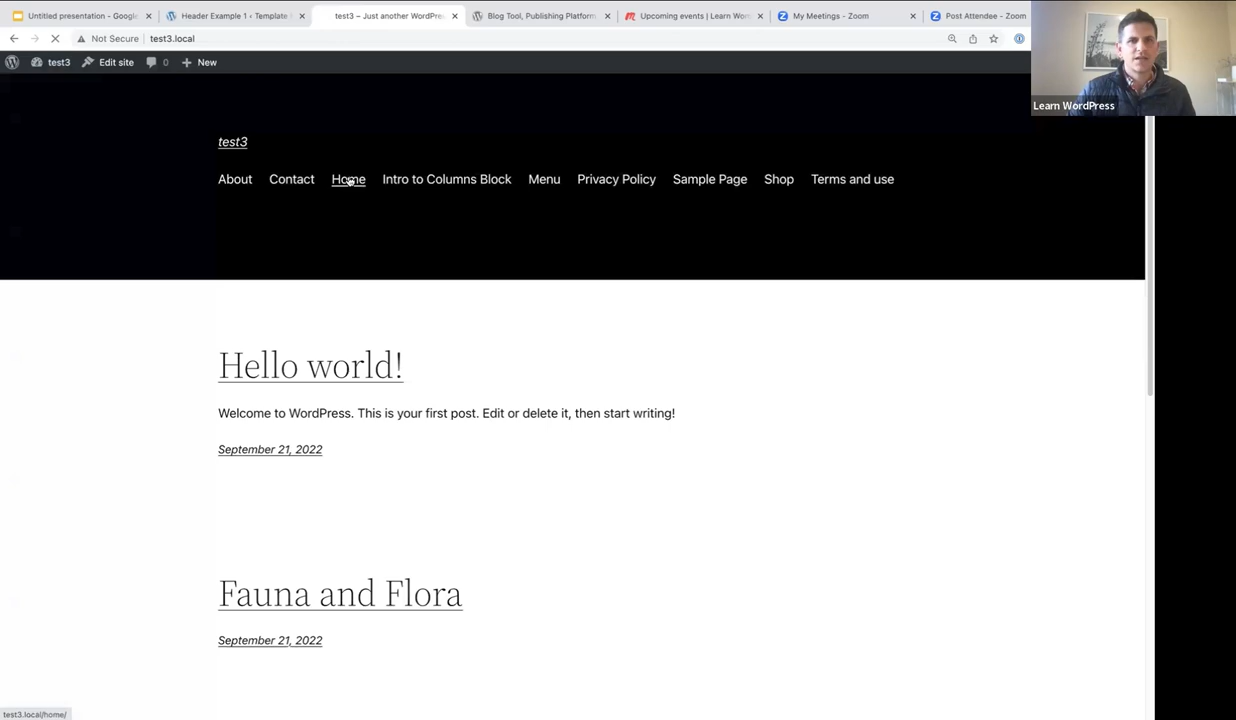 Untitled presentation - Google
Header Example 1 ‹ Template P
test3 – Just another WordPres
Blog Tool, Publishing Platform
Upcoming events | Learn Wor
My Meetings - Zoom
Post Attendee - Zoom
Not Secure
test3.local
test3
Edit site
0
New
Learn WordPress
test3
About
Contact
Home
Intro to Columns Block
Menu
Privacy Policy
Sample Page
Shop
Terms and use
Hello world!
Welcome to WordPress. This is your first post. Edit or delete it, then start writing!
September 21, 2022
Fauna and Flora
September 21, 2022
test3.local/home/